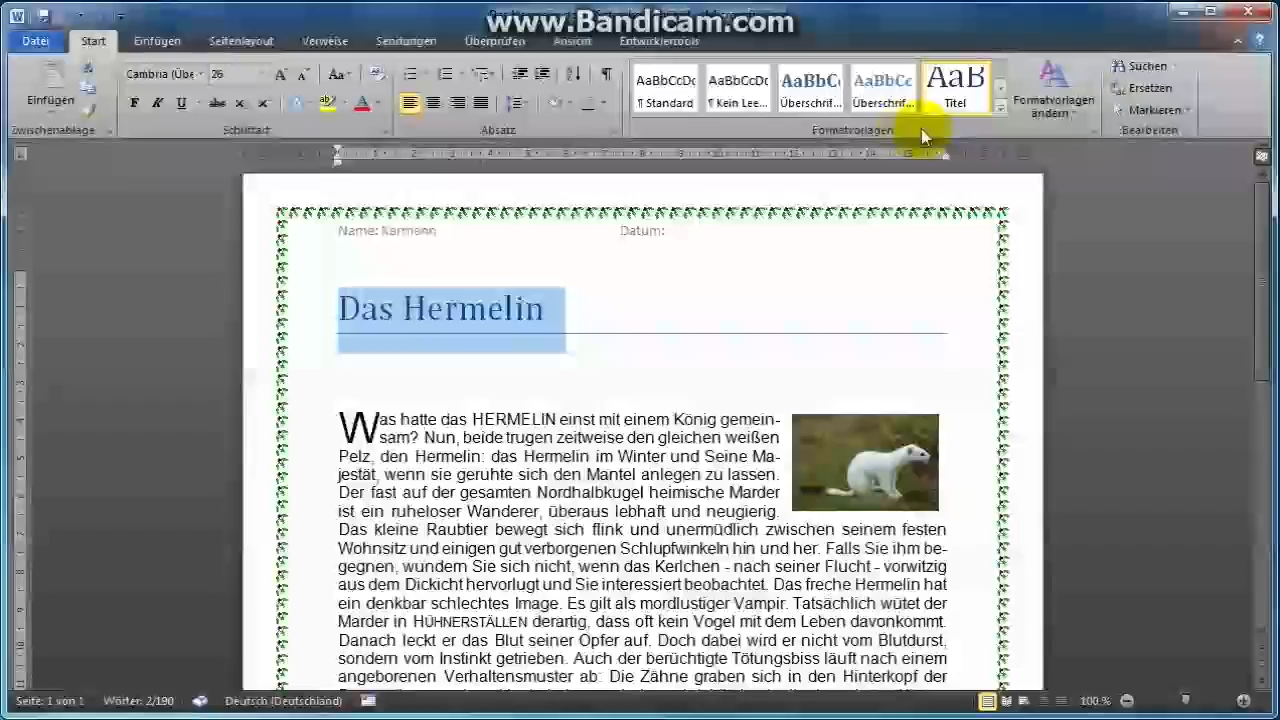 www.Bandicam.com
Datei Start Einfügen Seitenlayout Verweise Sendungen Überprüfen Ansicht Entwicklertools
Cambria (Übe 26
Aa
AaBbCcDc AaBbCcDc AaBbC AaBbCc AaB
Suchen
Ersetzen
Markieren
Einfügen
F K U abc x x A
¶ Standard ¶ Kein Lee... Überschrif... Überschrif... Titel
Formatvorlagen
ändern
Zwischenablage Schriftart Absatz Formatvorlagen Bearbeiten
Name: Karmann Datum:
Das Hermelin
Was hatte das HERMELIN einst mit einem König gemein-
sam? Nun, beide trugen zeitweise den gleichen weißen
Pelz, den Hermelin: das Hermelin im Winter und Seine Ma-
jestät, wenn sie geruhte sich den Mantel anlegen zu lassen.
Der fast auf der gesamten Nordhalbkugel heimische Marder
ist ein ruheloser Wanderer, überaus lebhaft und neugierig.
Das kleine Raubtier bewegt sich flink und unermüdlich zwischen seinem festen
Wohnsitz und einigen gut verborgenen Schlupfwinkeln hin und her. Falls Sie ihm be-
gegnen, wundern Sie sich nicht, wenn das Kerlchen - nach seiner Flucht - vorwitzig
aus dem Dickicht hervorlugt und Sie interessiert beobachtet. Das freche Hermelin hat
ein denkbar schlechtes Image. Es gilt als mordlustiger Vampir. Tatsächlich wütet der
Marder in HÜHNERSTÄLLEN derartig, dass oft kein Vogel mit dem Leben davonkommt.
Danach leckt er das Blut seiner Opfer auf. Doch dabei wird er nicht vom Blutdurst,
sondern vom Instinkt getrieben. Auch der berüchtigte Tötungsbiss läuft nach einem
angeborenen Verhaltensmuster ab: Die Zähne graben sich in den Hinterkopf der
Seite: 1 von 1 Wörter: 2/190 Deutsch (Deutschland) 100 %